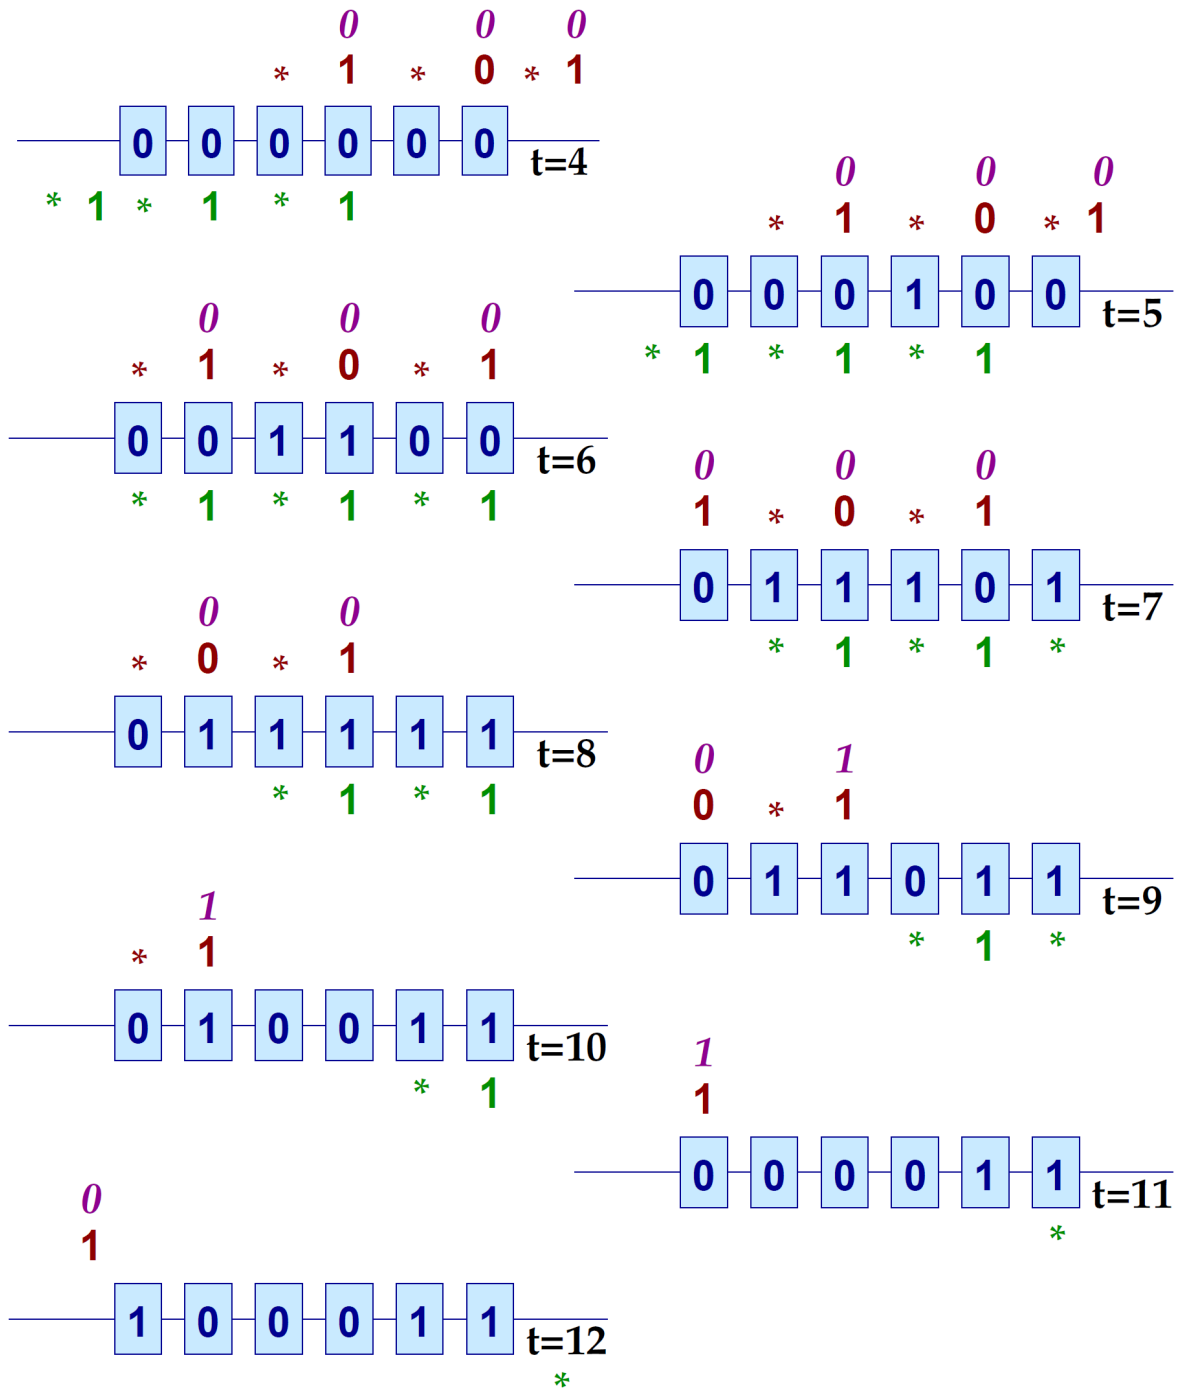 0 0 0
* 1 * 0 * 1
0 0 0 0 0 0 t=4
* 1 * 1 * 1
0 0 0
* 1 * 0 * 1
0 0 0 1 0 0 t=5
* 1 * 1 * 1
0 0 0
* 1 * 0 * 1
0 0 1 1 0 0 t=6
* 1 * 1 * 1
0 0 0
1 * 0 * 1
0 1 1 1 0 1 t=7
* 1 * 1 *
0 0
* 0 * 1
0 1 1 1 1 1 t=8
* 1 * 1
0 1
0 * 1
0 1 1 0 1 1 t=9
* 1 *
1
* 1
0 1 0 0 1 1 t=10
* 1
1
1
0 0 0 0 1 1 t=11
*
0
1
1 0 0 0 1 1 t=12
*